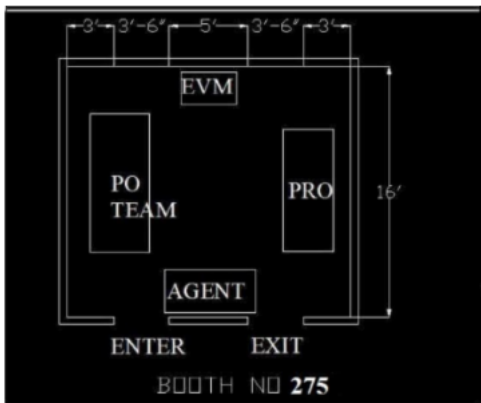 3' 3'-6" 5' 3'-6" 3'
EVM
PO
TEAM
PRO
16'
AGENT
ENTER EXIT
BOOTH NO 275